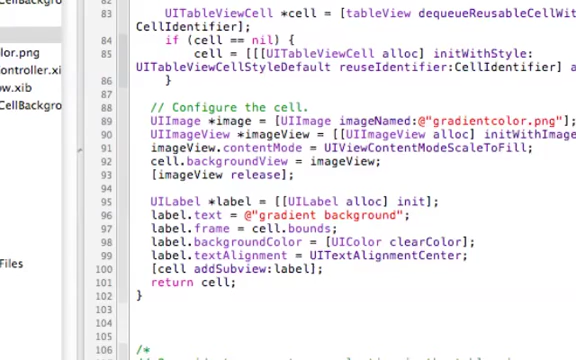 82
83 UITableViewCell *cell = [tableView dequeueReusableCellWit
CellIdentifier];
84 if (cell == nil) {
85 cell = [[[UITableViewCell alloc] initWithStyle:
UITableViewCellStyleDefault reuseIdentifier:CellIdentifier] a
86 }
87
88 // Configure the cell.
89 UIImage *image = [UIImage imageNamed:@"gradientcolor.png"];
90 UIImageView *imageView = [[UIImageView alloc] initWithImage
91 imageView.contentMode = UIViewContentModeScaleToFill;
92 cell.backgroundView = imageView;
93 [imageView release];
94
95 UILabel *label = [[UILabel alloc] init];
96 label.text = @"gradient background";
97 label.frame = cell.bounds;
98 label.backgroundColor = [UIColor clearColor];
99 label.textAlignment = UITextAlignmentCenter;
100 [cell addSubview:label];
101 return cell;
102 }
103
104
105
106 /*
olor.png
ontroller.xi
ow.xib
CellBackgro
Files